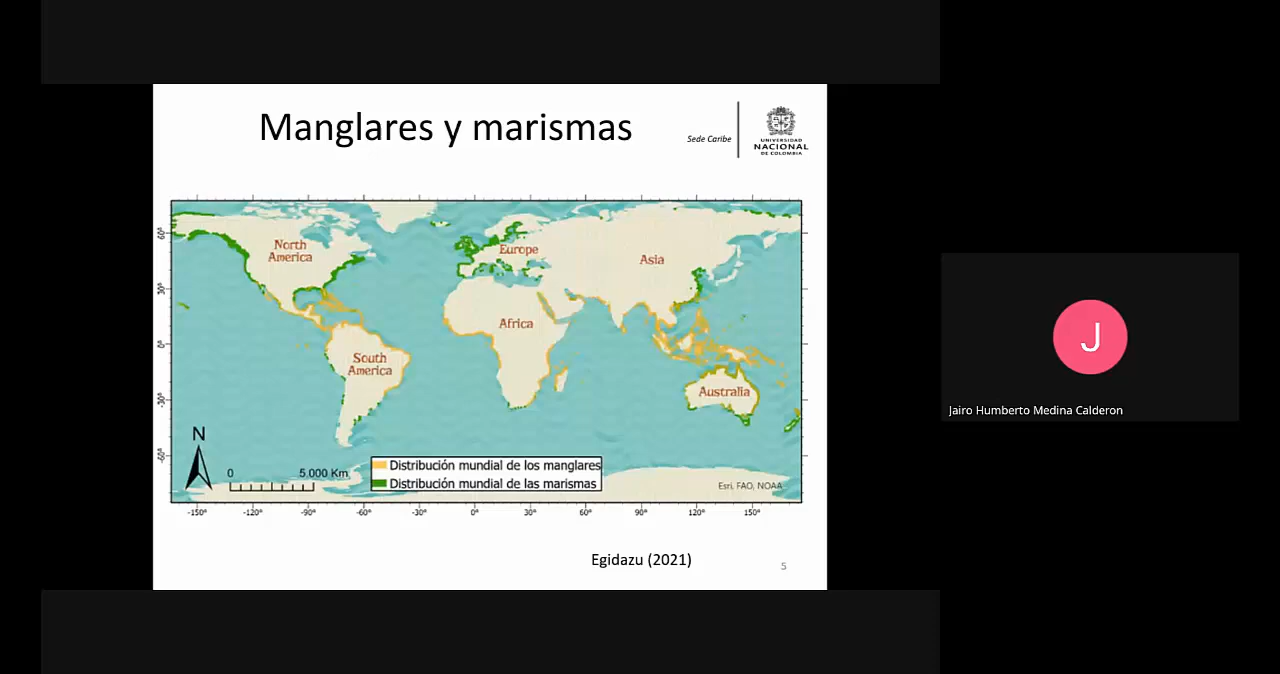 Manglares y marismas
Sede Caribe
UNIVERSIDAD
NACIONAL
DE COLOMBIA
North
America
Europe
Asia
Africa
South
America
Australia
N
0 5.000 Km
Distribución mundial de los manglares
Distribución mundial de las marismas
Esri, FAO, NOAA
-150° -120° -90° -60° -30° 0° 30° 60° 90° 120° 150°
Egidazu (2021)
5
J
Jairo Humberto Medina Calderon